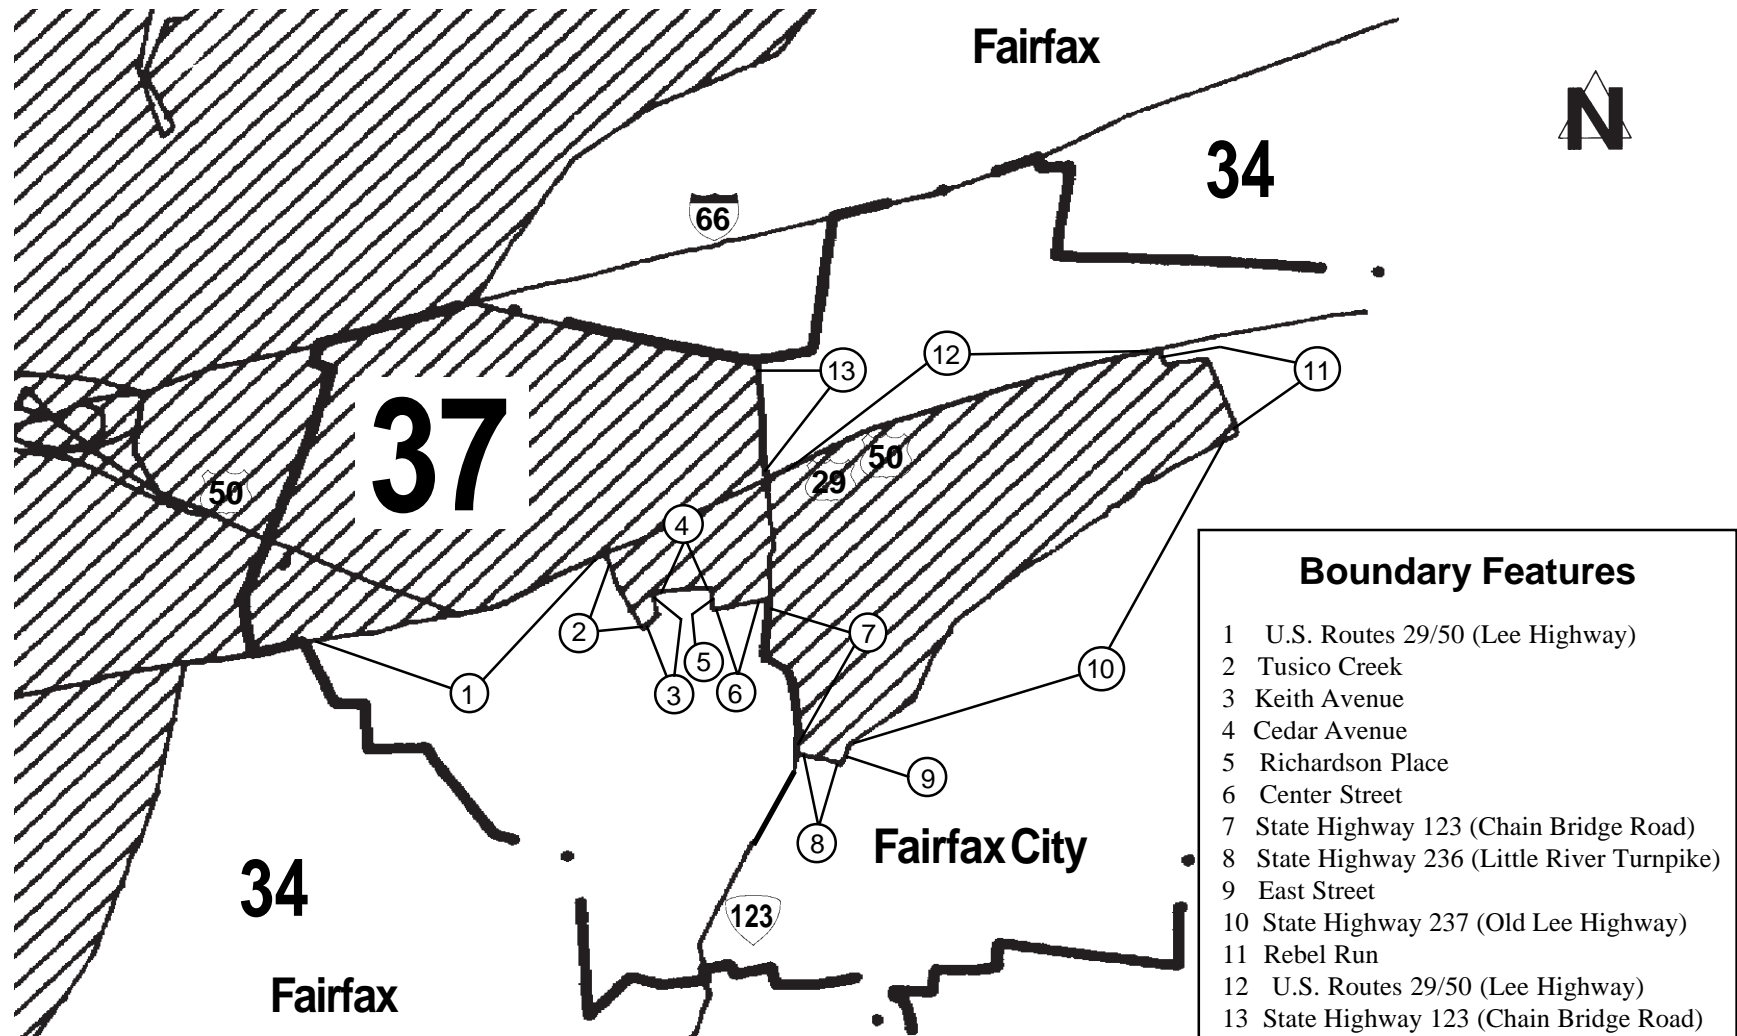 Fairfax
N
34
66
12
13
11
37
50
29
50
4
Boundary Features
1 U.S. Routes 29/50 (Lee Highway)
2 Tusico Creek
3 Keith Avenue
4 Cedar Avenue
5 Richardson Place
6 Center Street
7 State Highway 123 (Chain Bridge Road)
8 State Highway 236 (Little River Turnpike)
9 East Street
10 State Highway 237 (Old Lee Highway)
11 Rebel Run
12 U.S. Routes 29/50 (Lee Highway)
13 State Highway 123 (Chain Bridge Road)
2
7
5
10
1
3
6
9
8
Fairfax City
34
123
Fairfax